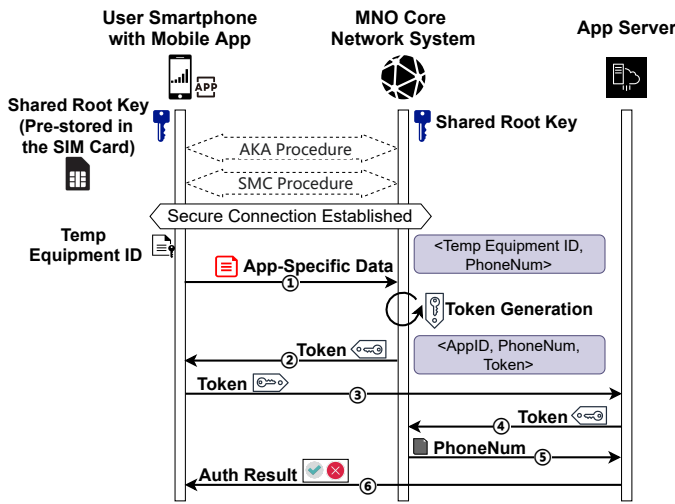 User Smartphone
with Mobile App
MNO Core
Network System
App Server
APP
Shared Root Key
(Pre-stored in
the SIM Card)
Shared Root Key
AKA Procedure
SMC Procedure
Secure Connection Established
Temp
Equipment ID
<Temp Equipment ID,
PhoneNum>
App-Specific Data
①
Token Generation
<AppID, PhoneNum,
Token>
Token
②
Token
③
Token
④
PhoneNum
⑤
Auth Result
⑥